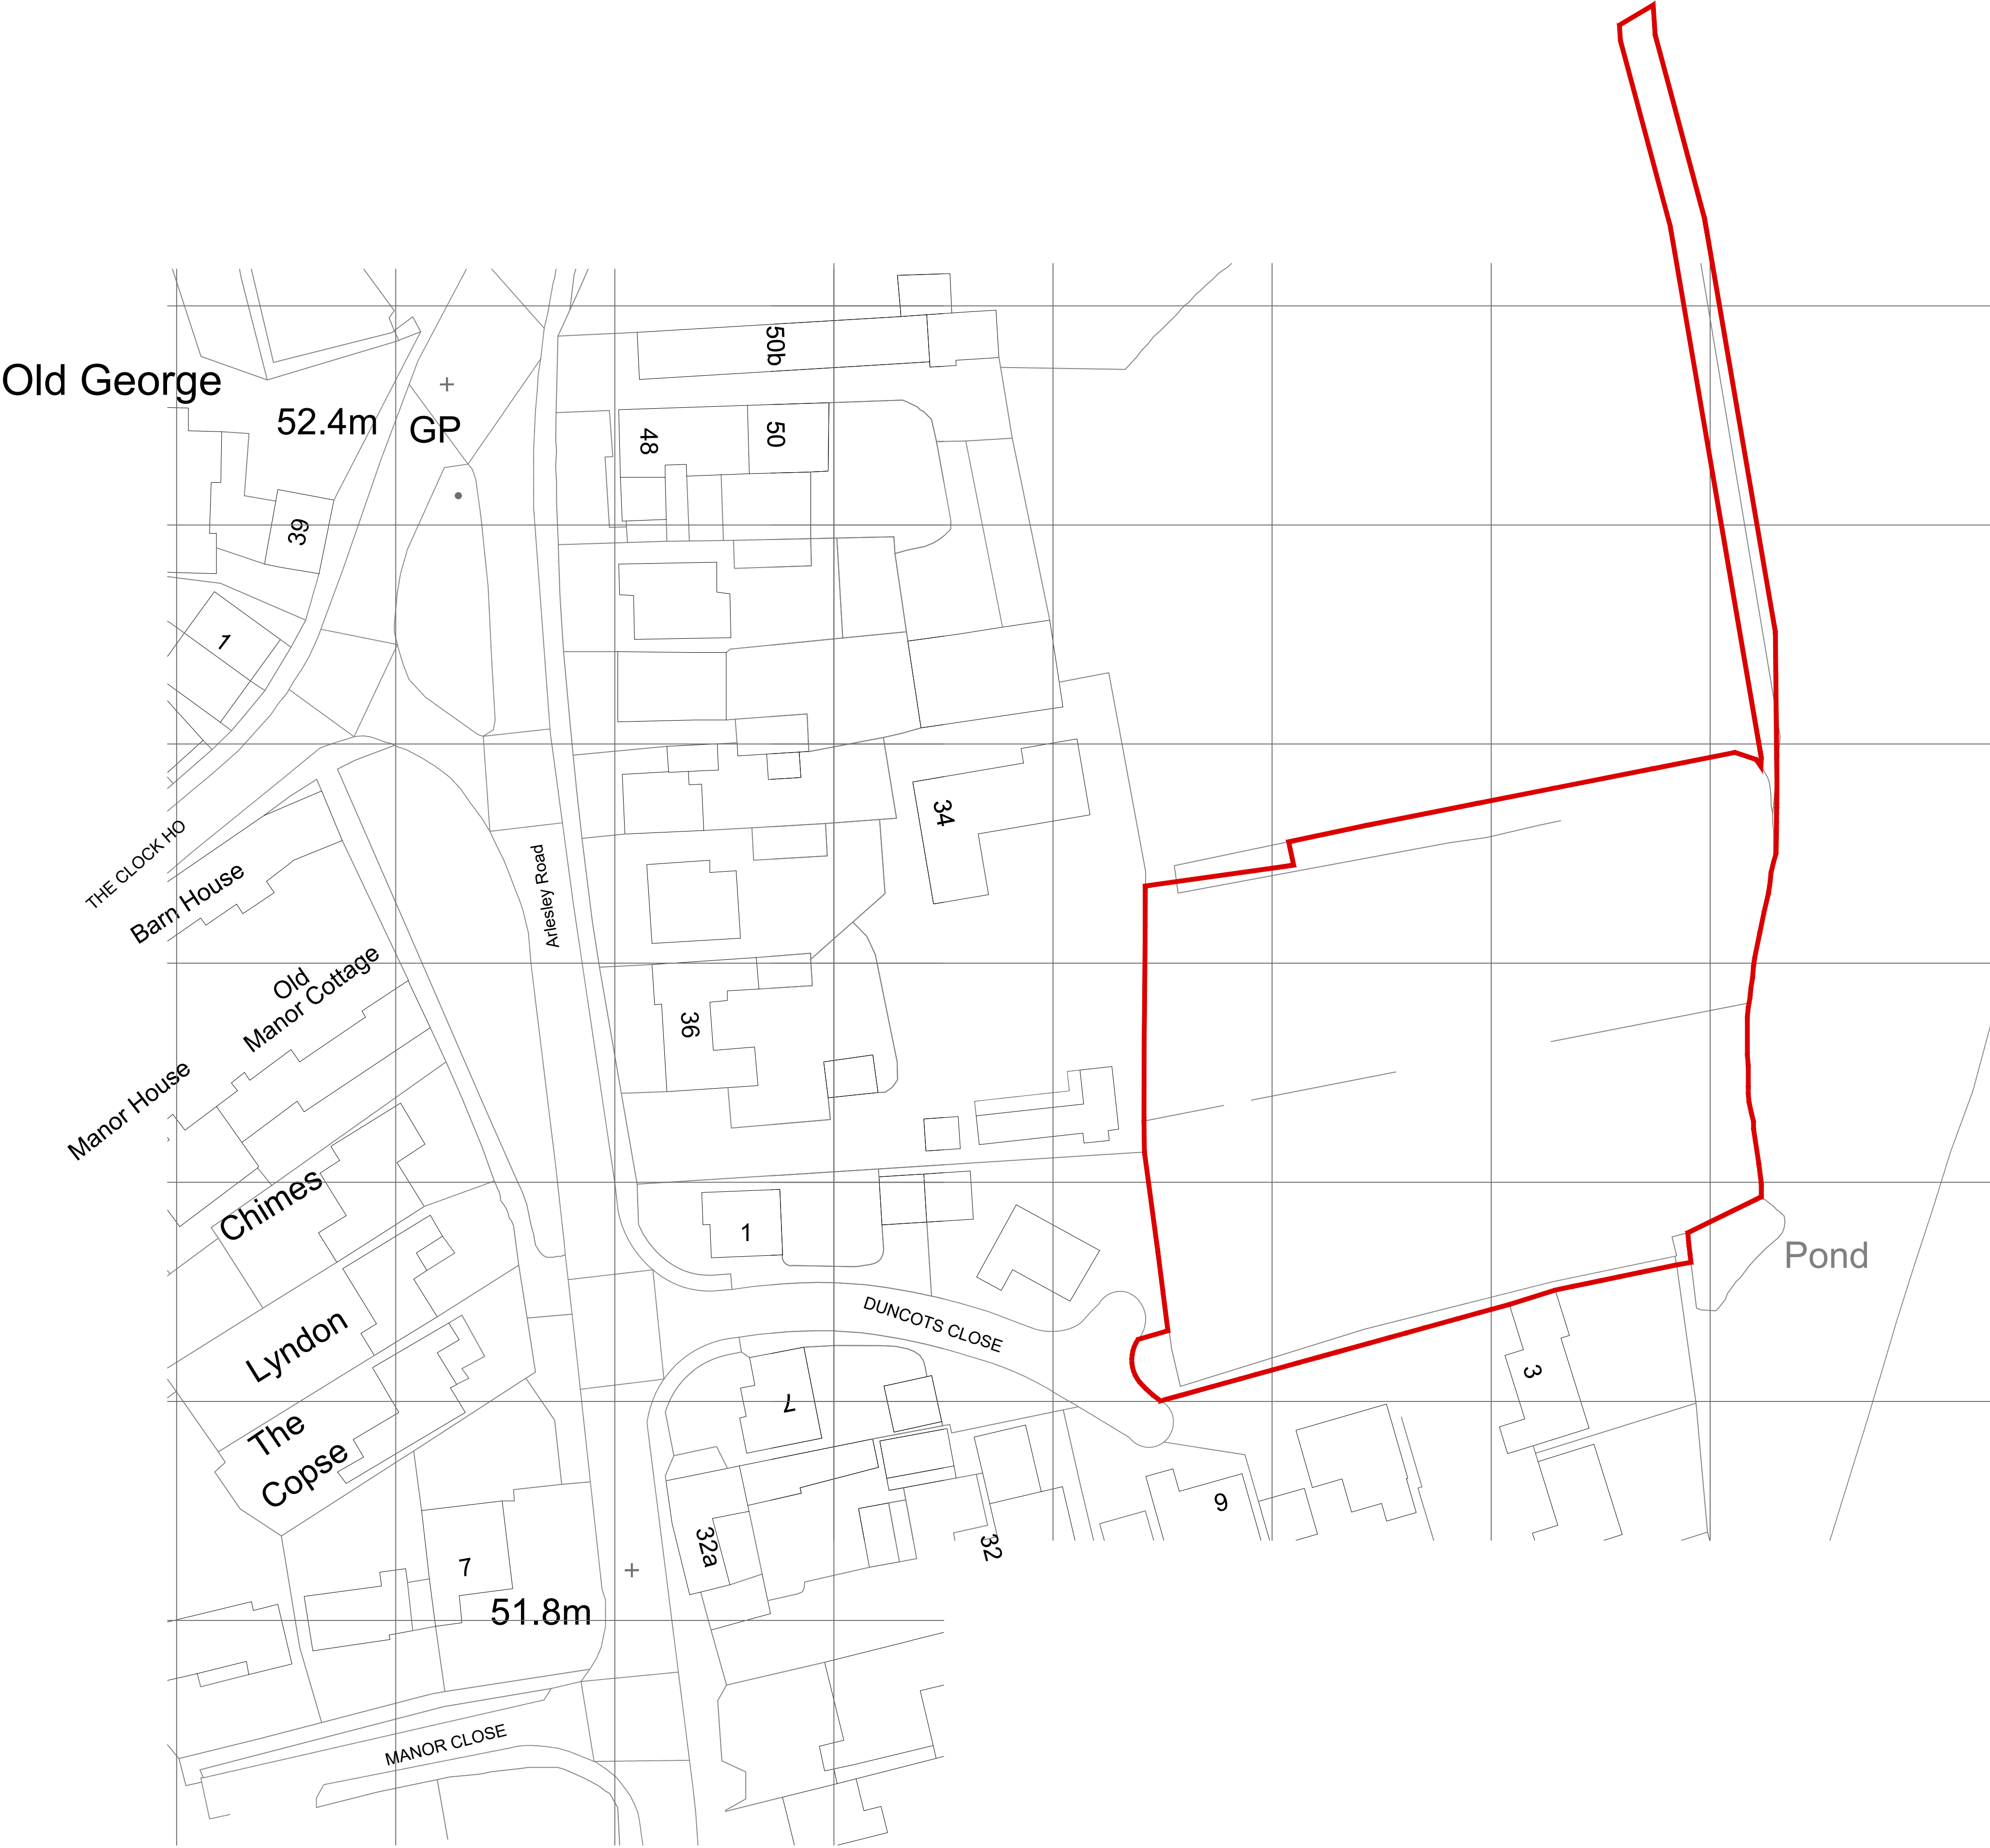 50b
Old George
52.4m
GP
48
50
39
1
34
THE CLOCK HO
Barn House
Arlesley Road
Old
Manor Cottage
36
Manor House
Chimes
1
Pond
DUNCOTS CLOSE
Lyndon
3
7
The
Copse
9
32a
32
7
51.8m
MANOR CLOSE